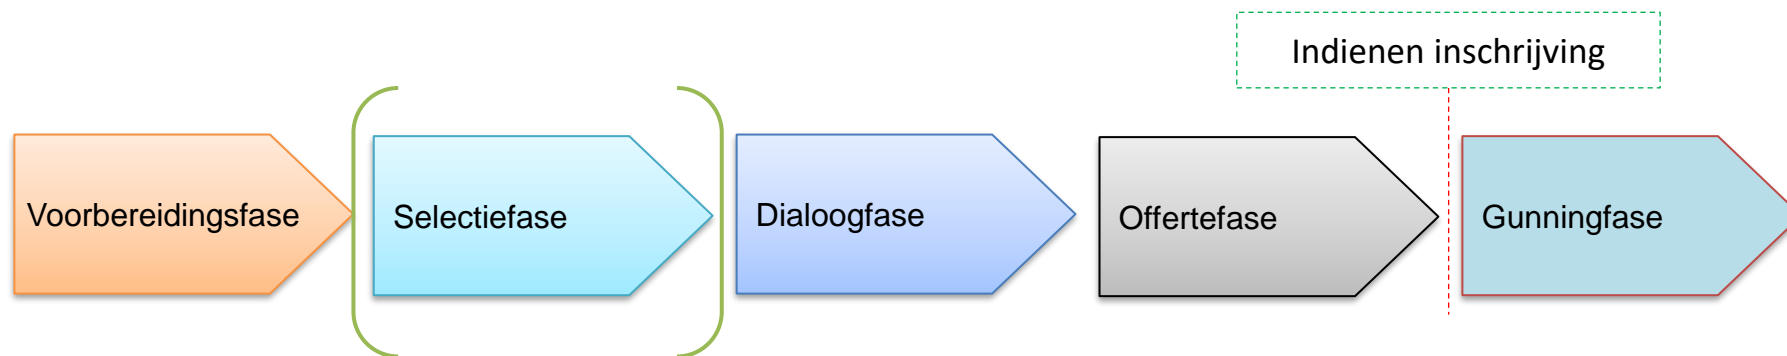 Indienen inschrijving
Voorbereidingsfase
Selectiefase
Dialoogfase
Offertefase
Gunningfase